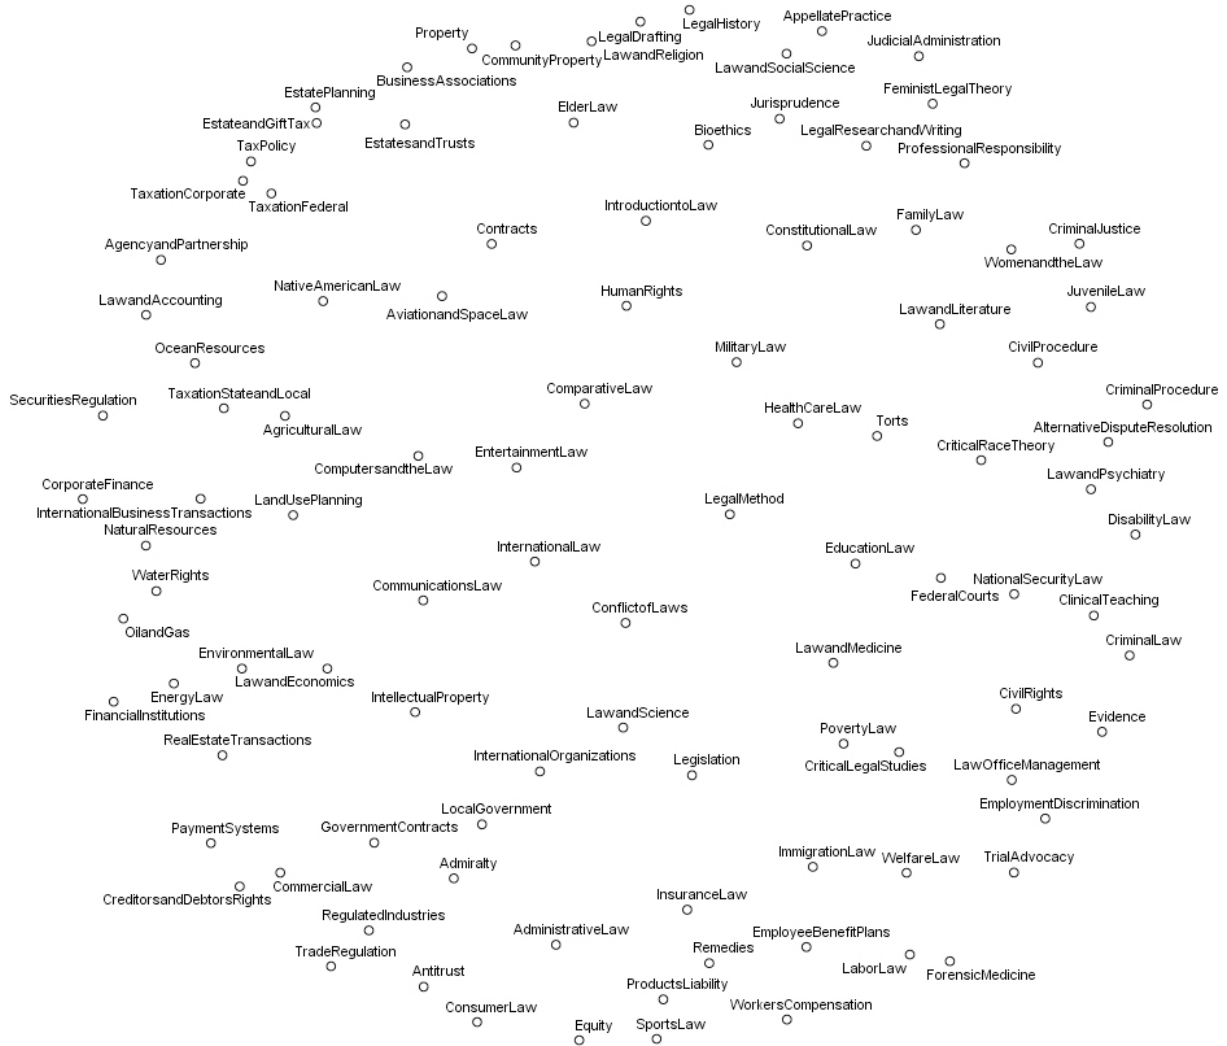 LegalHistory
AppellatePractice
Property
LegalDrafting
JudicialAdministration
CommunityProperty
LawandReligion
LawandSocialScience
BusinessAssociations
EstatePlanning
FeministLegalTheory
ElderLaw
Jurisprudence
EstateandGiftTax
EstatesandTrusts
Bioethics
LegalResearchandWriting
TaxPolicy
ProfessionalResponsibility
TaxationCorporate
TaxationFederal
IntroductiontoLaw
FamilyLaw
Contracts
ConstitutionalLaw
CriminalJustice
AgencyandPartnership
WomenandtheLaw
NativeAmericanLaw
HumanRights
JuvenileLaw
LawandAccounting
AviationandSpaceLaw
LawandLiterature
OceanResources
MilitaryLaw
CivilProcedure
SecuritiesRegulation
TaxationStateandLocal
ComparativeLaw
CriminalProcedure
AgriculturalLaw
HealthCareLaw
Torts
AlternativeDisputeResolution
ComputersandtheLaw
EntertainmentLaw
CriticalRaceTheory
CorporateFinance
LawandPsychiatry
InternationalBusinessTransactions
LandUsePlanning
LegalMethod
NaturalResources
DisabilityLaw
InternationalLaw
EducationLaw
WaterRights
CommunicationsLaw
NationalSecurityLaw
FederalCourts
ConflictofLaws
ClinicalTeaching
OilandGas
CriminalLaw
EnvironmentalLaw
LawandMedicine
LawandEconomics
EnergyLaw
IntellectualProperty
CivilRights
FinancialInstitutions
LawandScience
Evidence
RealEstateTransactions
PovertyLaw
InternationalOrganizations
Legislation
CriticalLegalStudies
LawOfficeManagement
LocalGovernment
EmploymentDiscrimination
PaymentSystems
GovernmentContracts
Admiralty
ImmigrationLaw
WelfareLaw
TrialAdvocacy
CommercialLaw
CreditorsandDebtorsRights
InsuranceLaw
RegulatedIndustries
AdministrativeLaw
EmployeeBenefitPlans
TradeRegulation
Remedies
LaborLaw
ForensicMedicine
Antitrust
ProductsLiability
ConsumerLaw
WorkersCompensation
Equity
SportsLaw